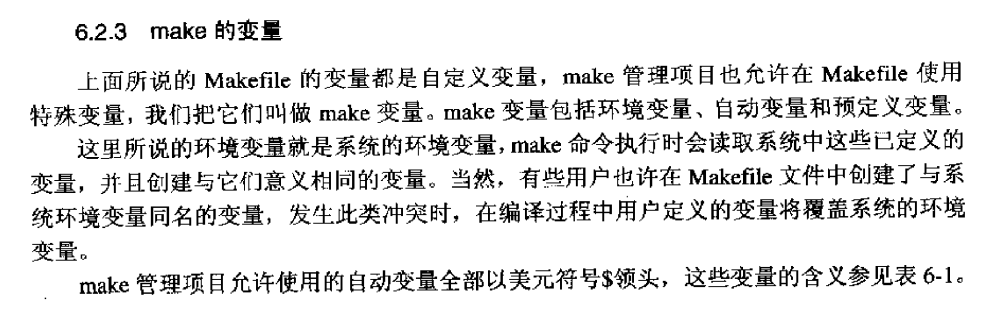 6.2.3 make 的变量
上面所说的 Makefile 的变量都是自定义变量，make 管理项目也允许在 Makefile 使用
特殊变量，我们把它们叫做 make 变量。make 变量包括环境变量、自动变量和预定义变量。
这里所说的环境变量就是系统的环境变量，make 命令执行时会读取系统中这些已定义的
变量，并且创建与它们意义相同的变量。当然，有些用户也许在 Makefile 文件中创建了与系
统环境变量同名的变量，发生此类冲突时，在编译过程中用户定义的变量将覆盖系统的环境
变量。
make 管理项目允许使用的自动变量全部以美元符号$领头，这些变量的含义参见表 6-1。